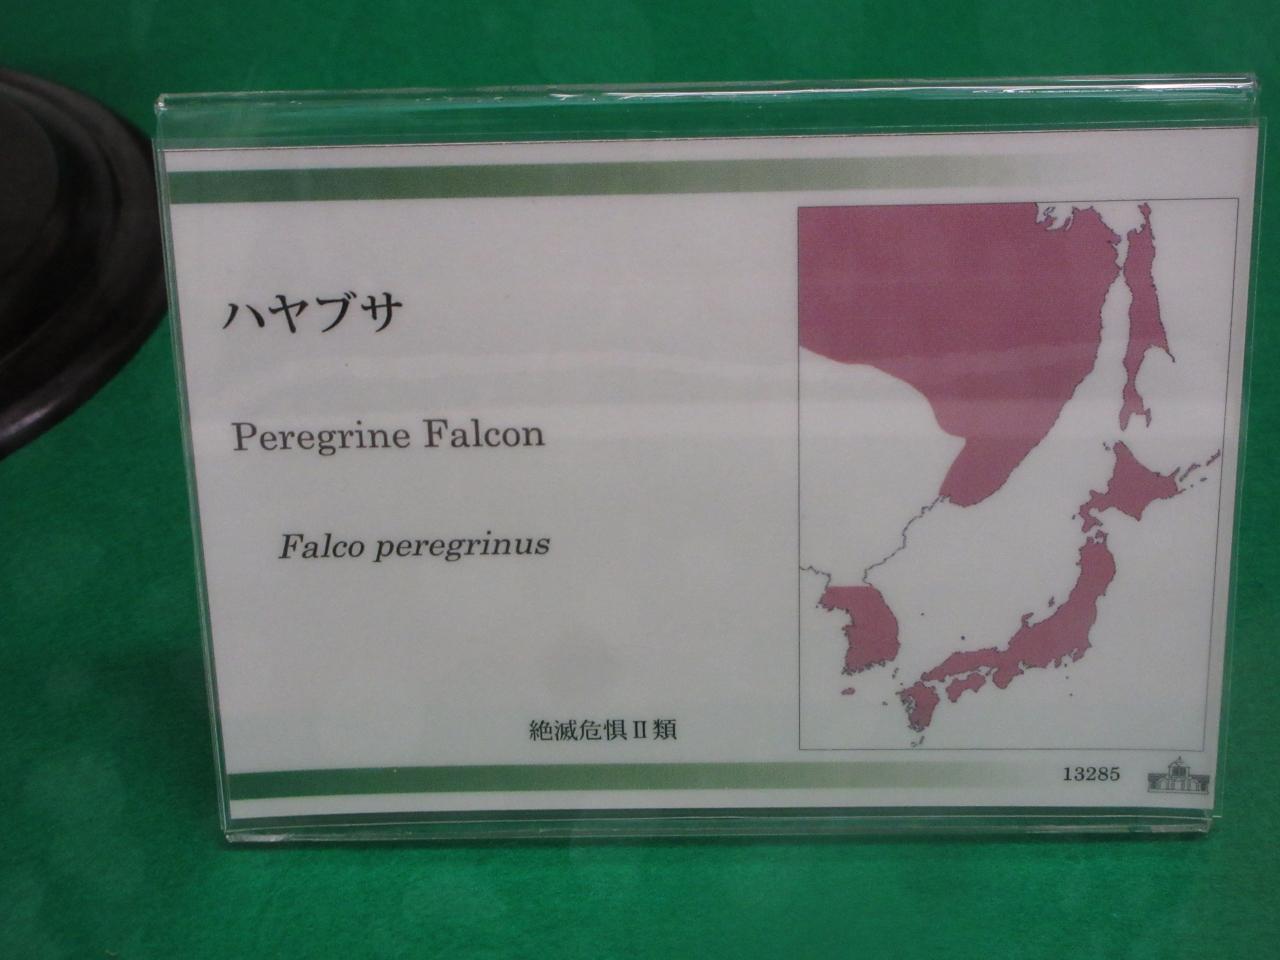 ハヤブサ
Peregrine Falcon
Falco peregrinus
絶滅危惧Ⅱ類
13285